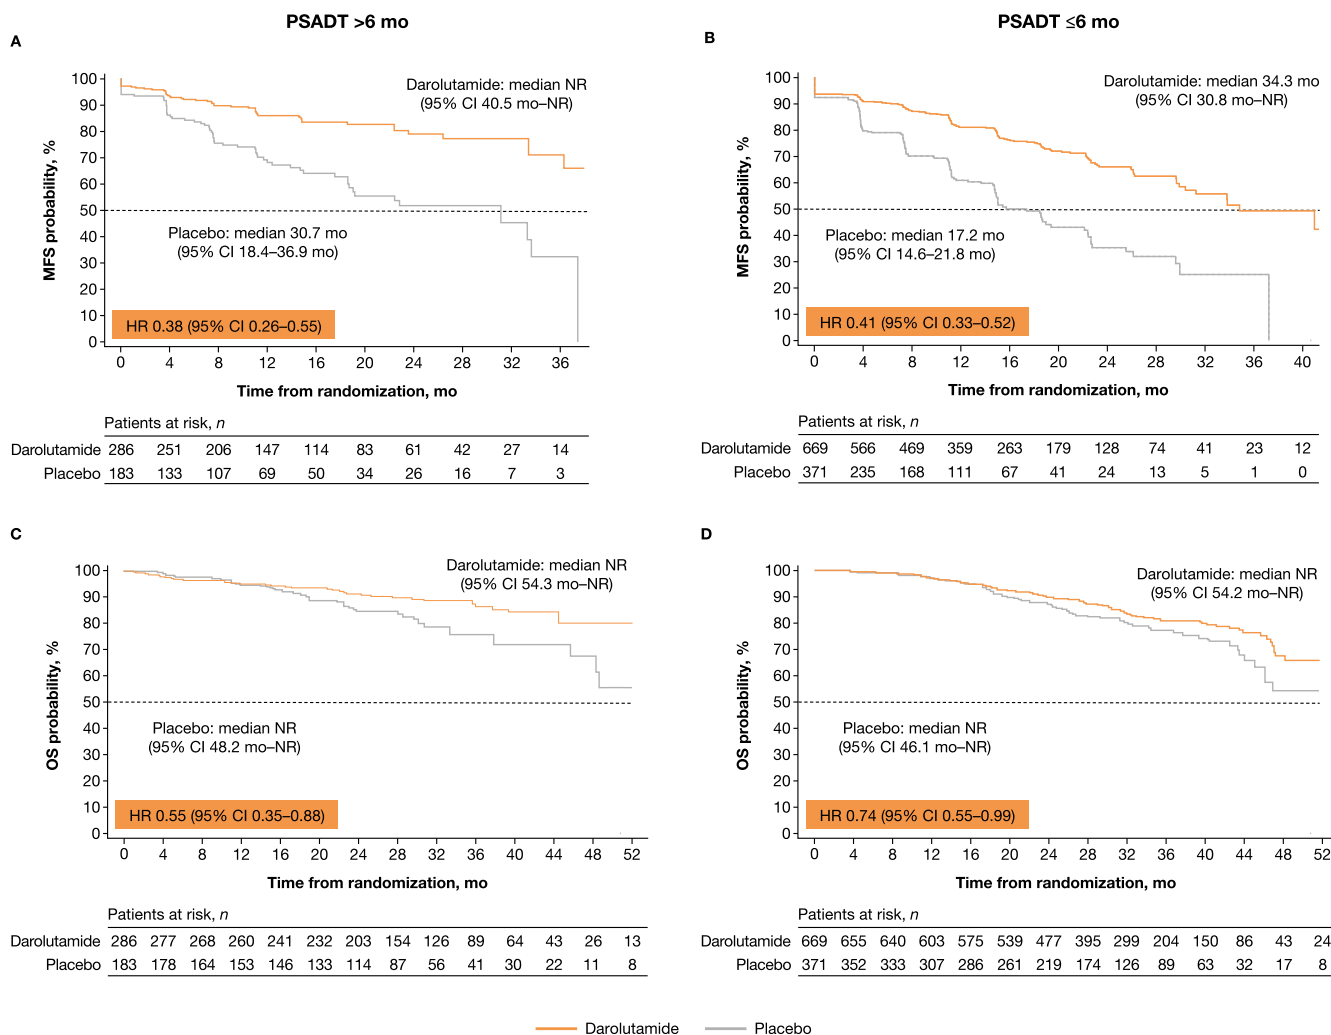 PSADT >6 mo
PSADT ≤6 mo
A
Darolutamide: median NR
(95% CI 40.5 mo–NR)
MFS probability, %
100
90
80
70
60
50
40
30
20
10
0
Placebo: median 30.7 mo
(95% CI 18.4–36.9 mo)
HR 0.38 (95% CI 0.26–0.55)
0 4 8 12 16 20 24 28 32 36
Time from randomization, mo
Patients at risk, n
Darolutamide 286 251 206 147 114 83 61 42 27 14
Placebo 183 133 107 69 50 34 26 16 7 3
B
Darolutamide: median 34.3 mo
(95% CI 30.8 mo–NR)
MFS probability, %
100
90
80
70
60
50
40
30
20
10
0
Placebo: median 17.2 mo
(95% CI 14.6–21.8 mo)
HR 0.41 (95% CI 0.33–0.52)
0 4 8 12 16 20 24 28 32 36 40
Time from randomization, mo
Patients at risk, n
Darolutamide 669 566 469 359 263 179 128 74 41 23 12
Placebo 371 235 168 111 67 41 24 13 5 1 0
C
Darolutamide: median NR
(95% CI 54.3 mo–NR)
OS probability, %
100
90
80
70
60
50
40
30
20
10
0
Placebo: median NR
(95% CI 48.2 mo–NR)
HR 0.55 (95% CI 0.35–0.88)
0 4 8 12 16 20 24 28 32 36 40 44 48 52
Time from randomization, mo
Patients at risk, n
Darolutamide 286 277 268 260 241 232 203 154 126 89 64 43 26 13
Placebo 183 178 164 153 146 133 114 87 56 41 30 22 11 8
D
Darolutamide: median NR
(95% CI 54.2 mo–NR)
OS probability, %
100
90
80
70
60
50
40
30
20
10
0
Placebo: median NR
(95% CI 46.1 mo–NR)
HR 0.74 (95% CI 0.55–0.99)
0 4 8 12 16 20 24 28 32 36 40 44 48 52
Time from randomization, mo
Patients at risk, n
Darolutamide 669 655 640 603 575 539 477 395 299 204 150 86 43 24
Placebo 371 352 333 307 286 261 219 174 126 89 63 32 17 8
Darolutamide Placebo